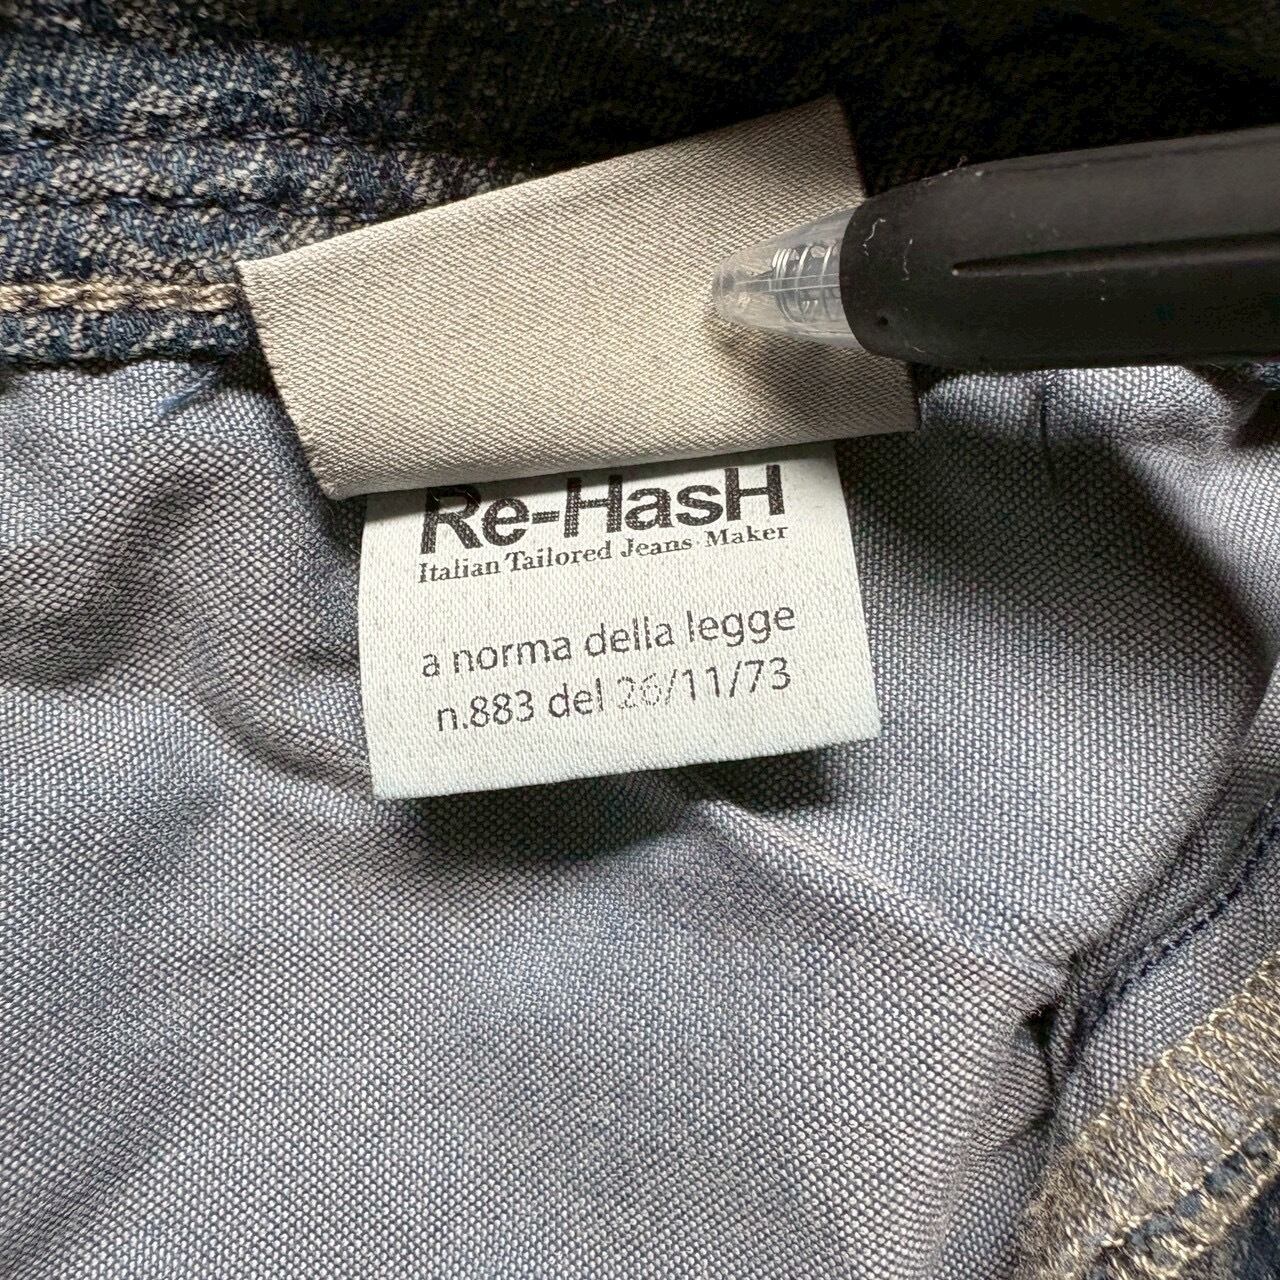 Re-HasH
Italian Tailored Jeans Maker
a norma della legge
n.883 del 26/11/73